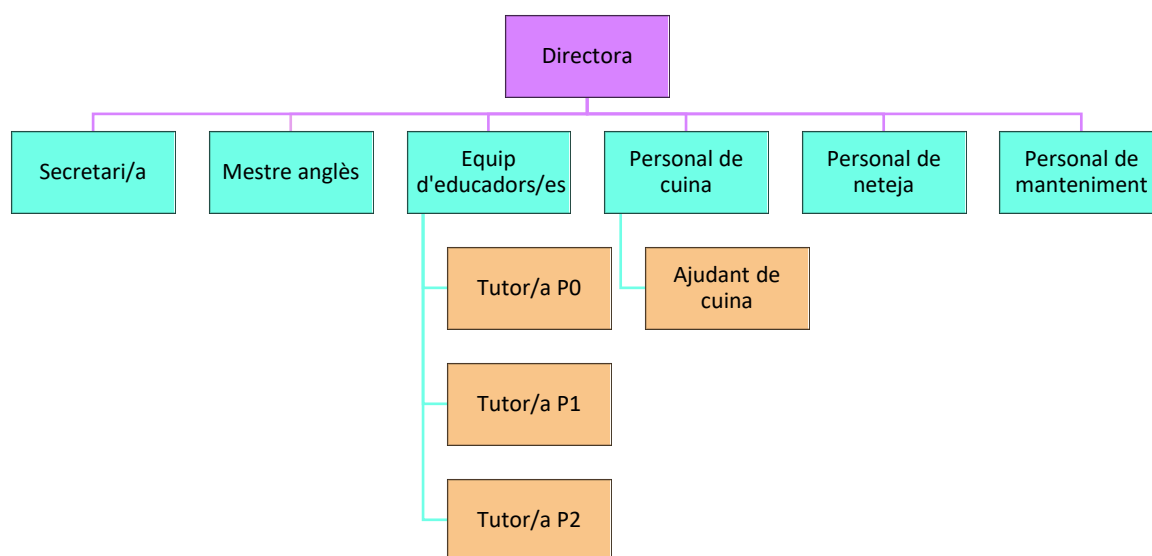 Directora
Secretari/a
Mestre anglès
Equip
d'educadors/es
Personal de
cuina
Personal de
neteja
Personal de
manteniment
Tutor/a P0
Ajudant de
cuina
Tutor/a P1
Tutor/a P2